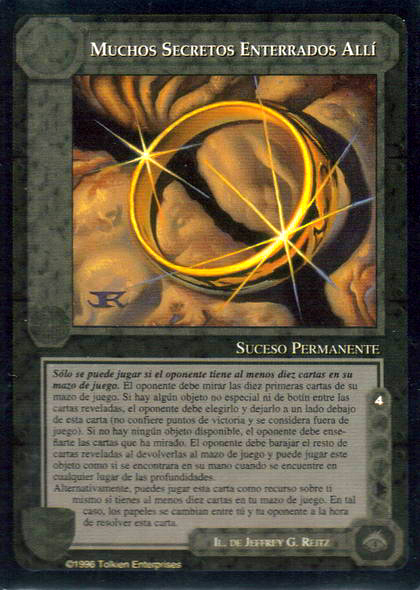 Muchos Secretos Enterrados Allí
JR
Suceso Permanente
Sólo se puede jugar si el oponente tiene al menos diez cartas en su
mazo de juego. El oponente debe mirar las diez primeras cartas de su
mazo de juego. Si hay algún objeto no especial ni de botín entre las
cartas reveladas, el oponente debe elegirlo y dejarlo a un lado debajo
de esta carta (no confiere puntos de victoria y se considera fuera de
juego). Si no hay ningún objeto disponible, el oponente debe ense-
ñarte las cartas que ha mirado. El oponente debe barajar el resto de
cartas reveladas al devolverlas al mazo de juego y puede jugar este
objeto como si se encontrara en su mano cuando se encuentre en
cualquier lugar de las profundidades.
Alternativamente, puedes jugar esta carta como recurso sobre ti
mismo si tienes al menos diez cartas en tu mazo de juego. En tal
caso, los papeles se cambian entre tú y tu oponente a la hora
de resolver esta carta.
4
Il. de Jeffrey G. Reitz
©1996 Tolkien Enterprises